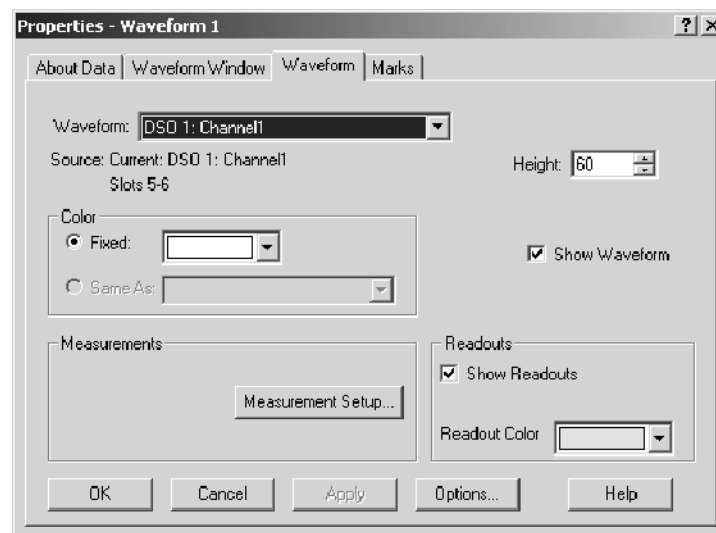 Properties - Waveform 1
About Data Waveform Window Waveform Marks
Waveform: DSO 1: Channel1
Source: Current: DSO 1: Channel1
Slots 5-6
Height: 60
Color
Fixed:
Show Waveform
Same As:
Measurements
Measurement Setup...
Readouts
Show Readouts
Readout Color
OK Cancel Apply Options... Help